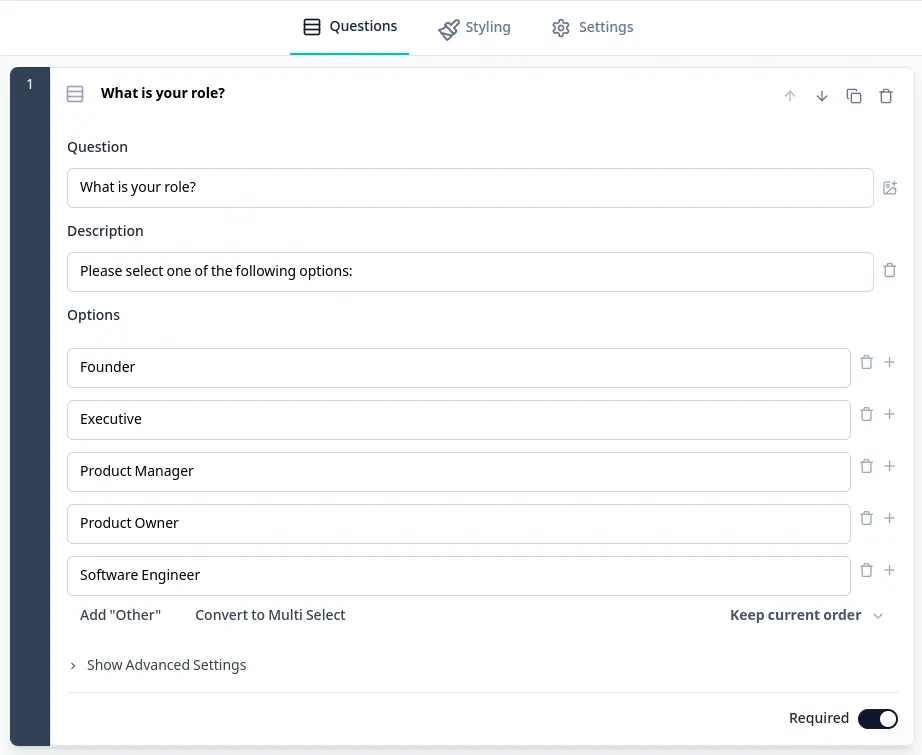 Questions Styling Settings
1 What is your role?
Question
What is your role?
Description
Please select one of the following options:
Options
Founder
Executive
Product Manager
Product Owner
Software Engineer
Add "Other" Convert to Multi Select Keep current order
Show Advanced Settings
Required